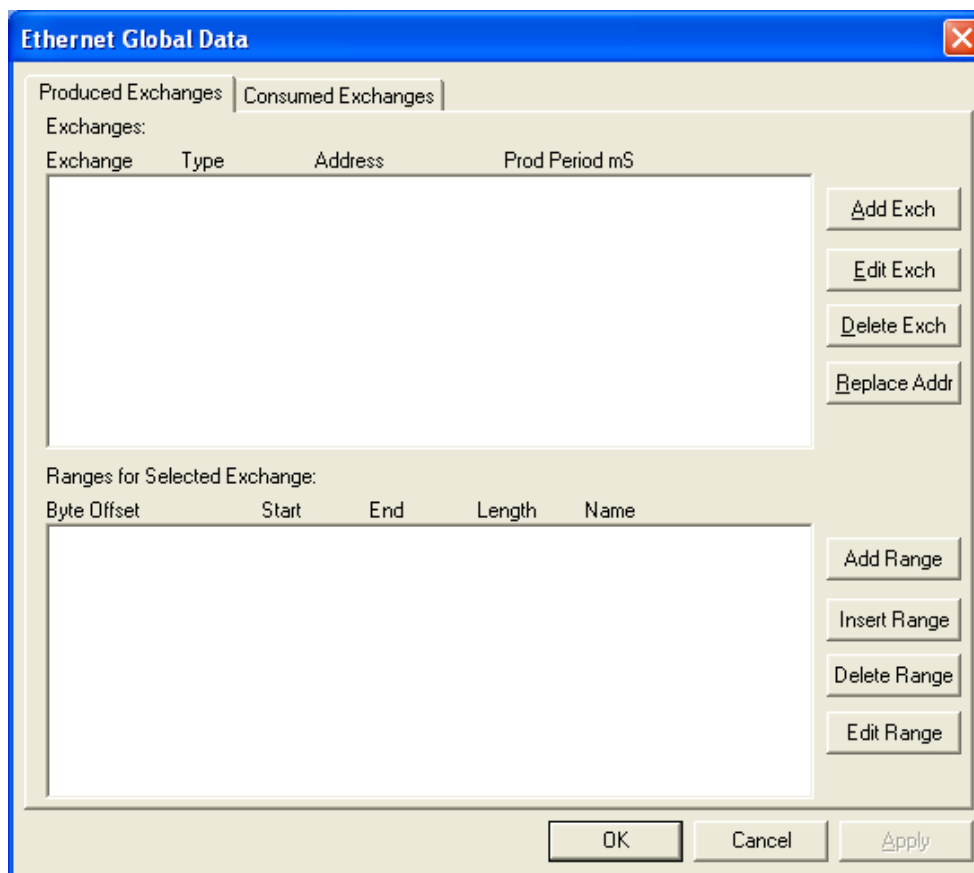 Ethernet Global Data
Produced Exchanges
Consumed Exchanges
Exchanges:
Exchange Type Address Prod Period mS
Add Exch
Edit Exch
Delete Exch
Replace Addr
Ranges for Selected Exchange:
Byte Offset Start End Length Name
Add Range
Insert Range
Delete Range
Edit Range
OK Cancel Apply